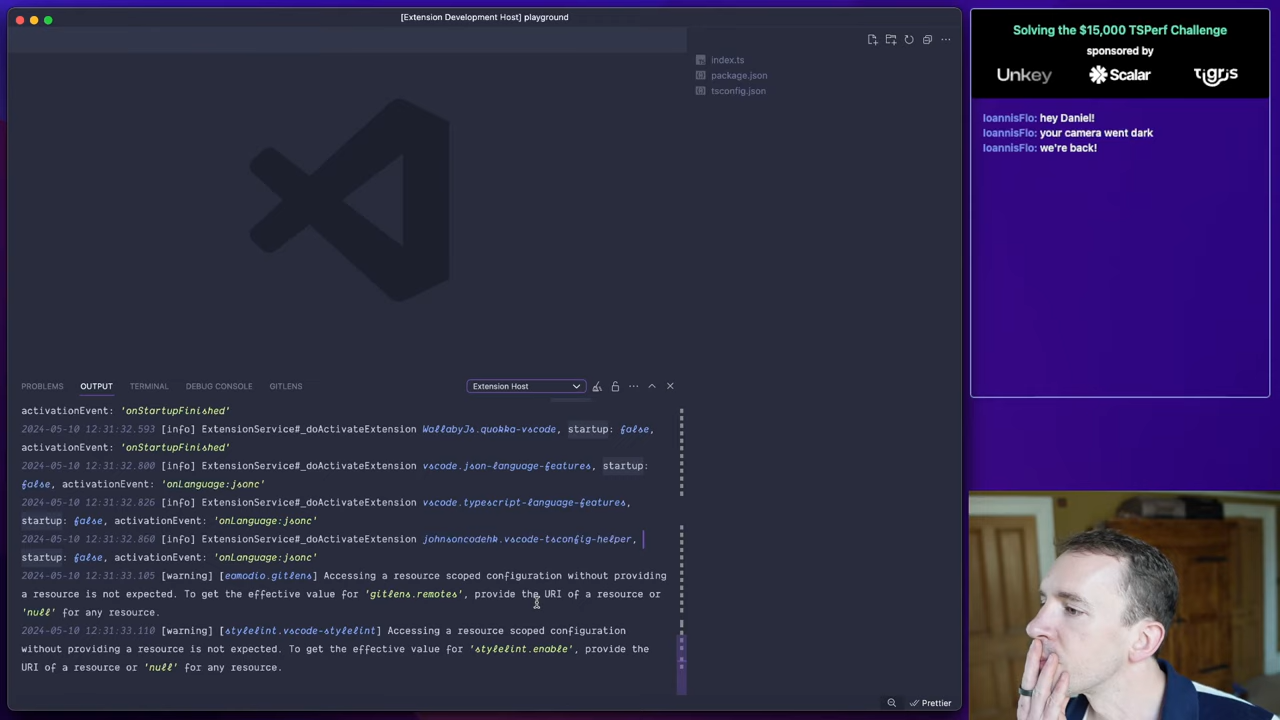 [Extension Development Host] playground
index.ts
package.json
tsconfig.json
PROBLEMS OUTPUT TERMINAL DEBUG CONSOLE GITLENS
Extension Host
activationEvent: 'onStartupFinished'
2024-05-10 12:31:32.593 [info] ExtensionService#_doActivateExtension WallabyJs.quokka-vscode, startup: false,
activationEvent: 'onStartupFinished'
2024-05-10 12:31:32.800 [info] ExtensionService#_doActivateExtension vscode.json-language-features, startup:
false, activationEvent: 'onLanguage:jsonc'
2024-05-10 12:31:32.826 [info] ExtensionService#_doActivateExtension vscode.typescript-language-features,
startup: false, activationEvent: 'onLanguage:jsonc'
2024-05-10 12:31:32.860 [info] ExtensionService#_doActivateExtension johnsoncodehk.vscode-tsconfig-helper,
startup: false, activationEvent: 'onLanguage:jsonc'
2024-05-10 12:31:33.105 [warning] [eamodio.gitlens] Accessing a resource scoped configuration without providing
a resource is not expected. To get the effective value for 'gitlens.remotes', provide the URI of a resource or
'null' for any resource.
2024-05-10 12:31:33.110 [warning] [stylelint.vscode-stylelint] Accessing a resource scoped configuration
without providing a resource is not expected. To get the effective value for 'stylelint.enable', provide the
URI of a resource or 'null' for any resource.
Prettier
Solving the $15,000 TSPerf Challenge
sponsored by
Unkey Scalar tigris
IoannisFlo: hey Daniel!
IoannisFlo: your camera went dark
IoannisFlo: we're back!